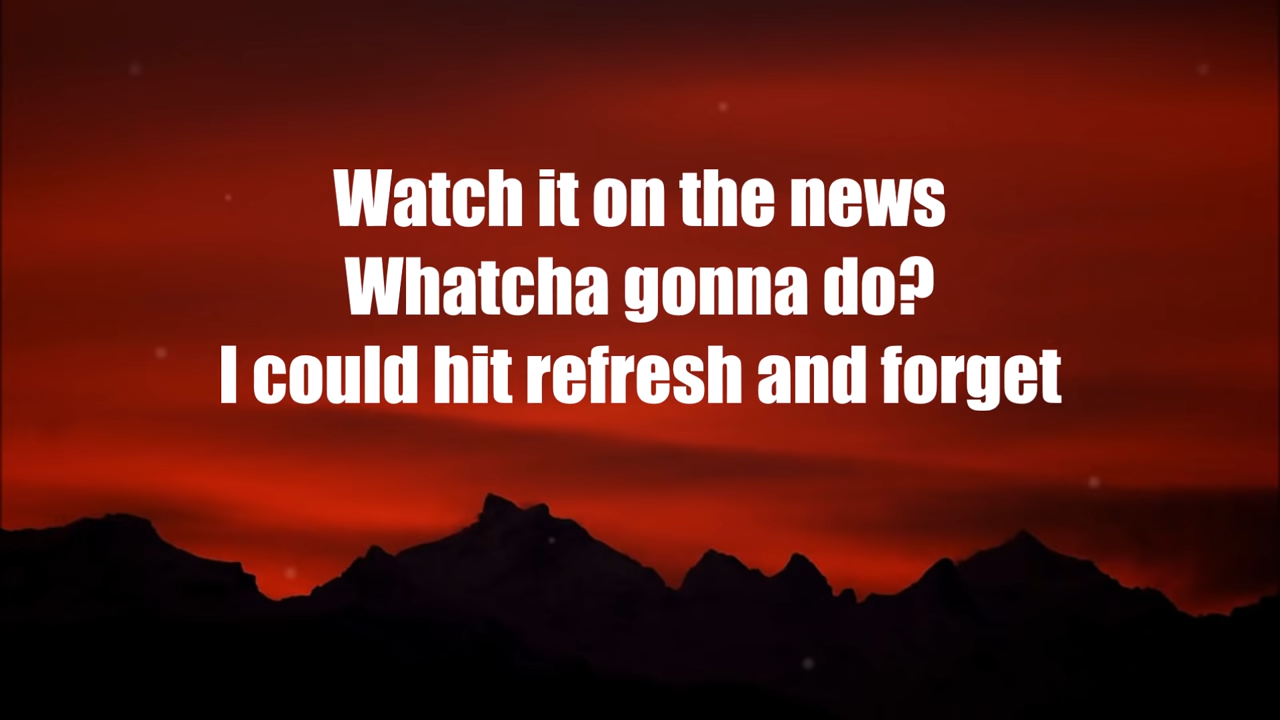 Watch it on the news
Whatcha gonna do?
I could hit refresh and forget